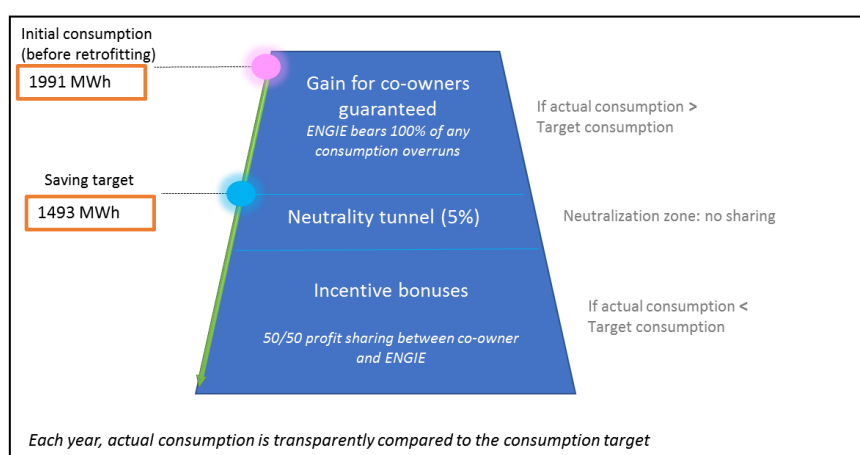 Initial consumption
(before retrofitting)
1991 MWh
Gain for co-owners
guaranteed
ENGIE bears 100% of any
consumption overruns
If actual consumption >
Target consumption
Saving target
1493 MWh
Neutrality tunnel (5%)
Neutralization zone: no sharing
Incentive bonuses
50/50 profit sharing between co-owner
and ENGIE
If actual consumption <
Target consumption
Each year, actual consumption is transparently compared to the consumption target